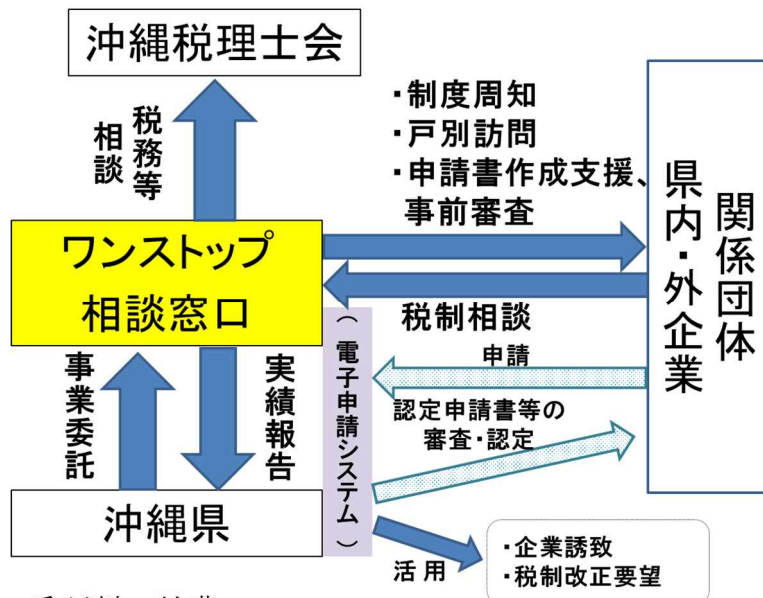 沖縄税理士会
税務等
相談
・制度周知
・戸別訪問
・申請書作成支援、
事前審査
関係団体
県内・外企業
ワンストップ
相談窓口
税制相談
(電子申請システム)
申請
認定申請書等の
審査・認定
事業委託
実績報告
沖縄県
活用
・企業誘致
・税制改正要望